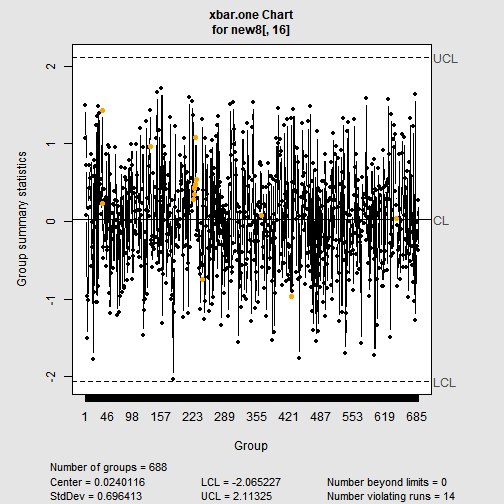 xbar.one Chart
for new8[, 16]
UCL
2
1
0
-1
-2
CL
LCL
Group summary statistics
1 46 98 157 223 289 355 421 487 553 619 685
Group
Number of groups = 688
Center = 0.0240116 LCL = -2.065227 Number beyond limits = 0
StdDev = 0.696413 UCL = 2.11325 Number violating runs = 14